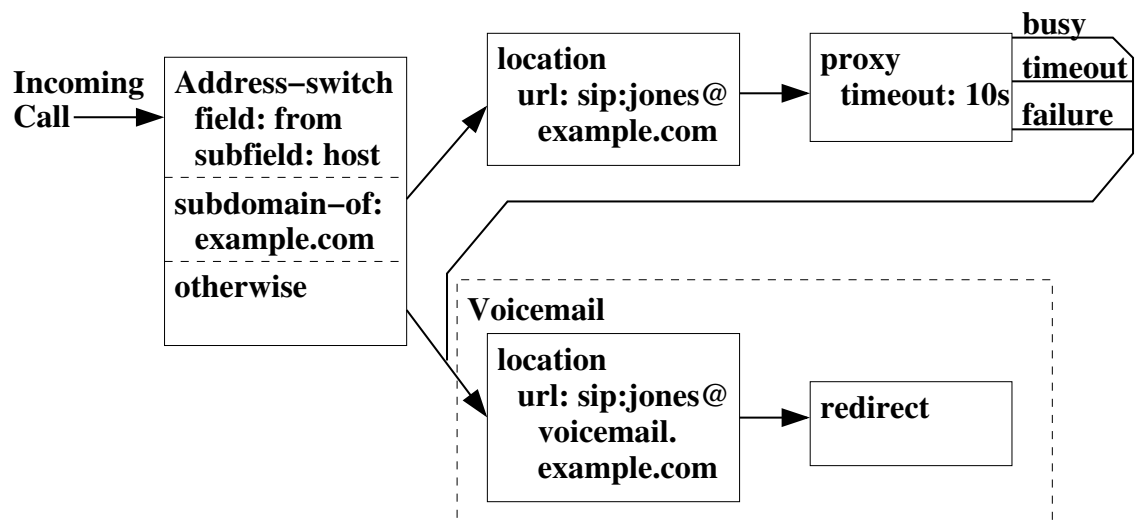 Incoming
Call
Address−switch
field: from
subfield: host
subdomain−of:
example.com
otherwise
location
url: sip:jones@
example.com
proxy
timeout: 10s
busy
timeout
failure
Voicemail
location
url: sip:jones@
voicemail.
example.com
redirect